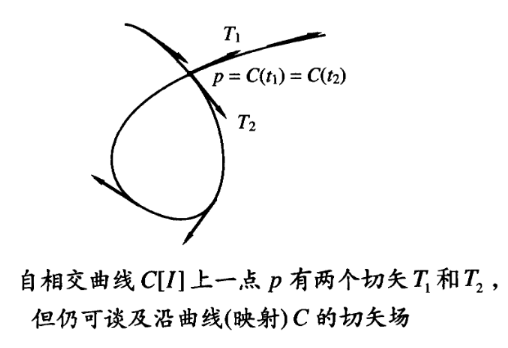 T₁
p = C(t₁) = C(t₂)
T₂
自相交曲线 C[I] 上一点 p 有两个切矢 T₁ 和 T₂，
但仍可谈及沿曲线(映射) C 的切矢场